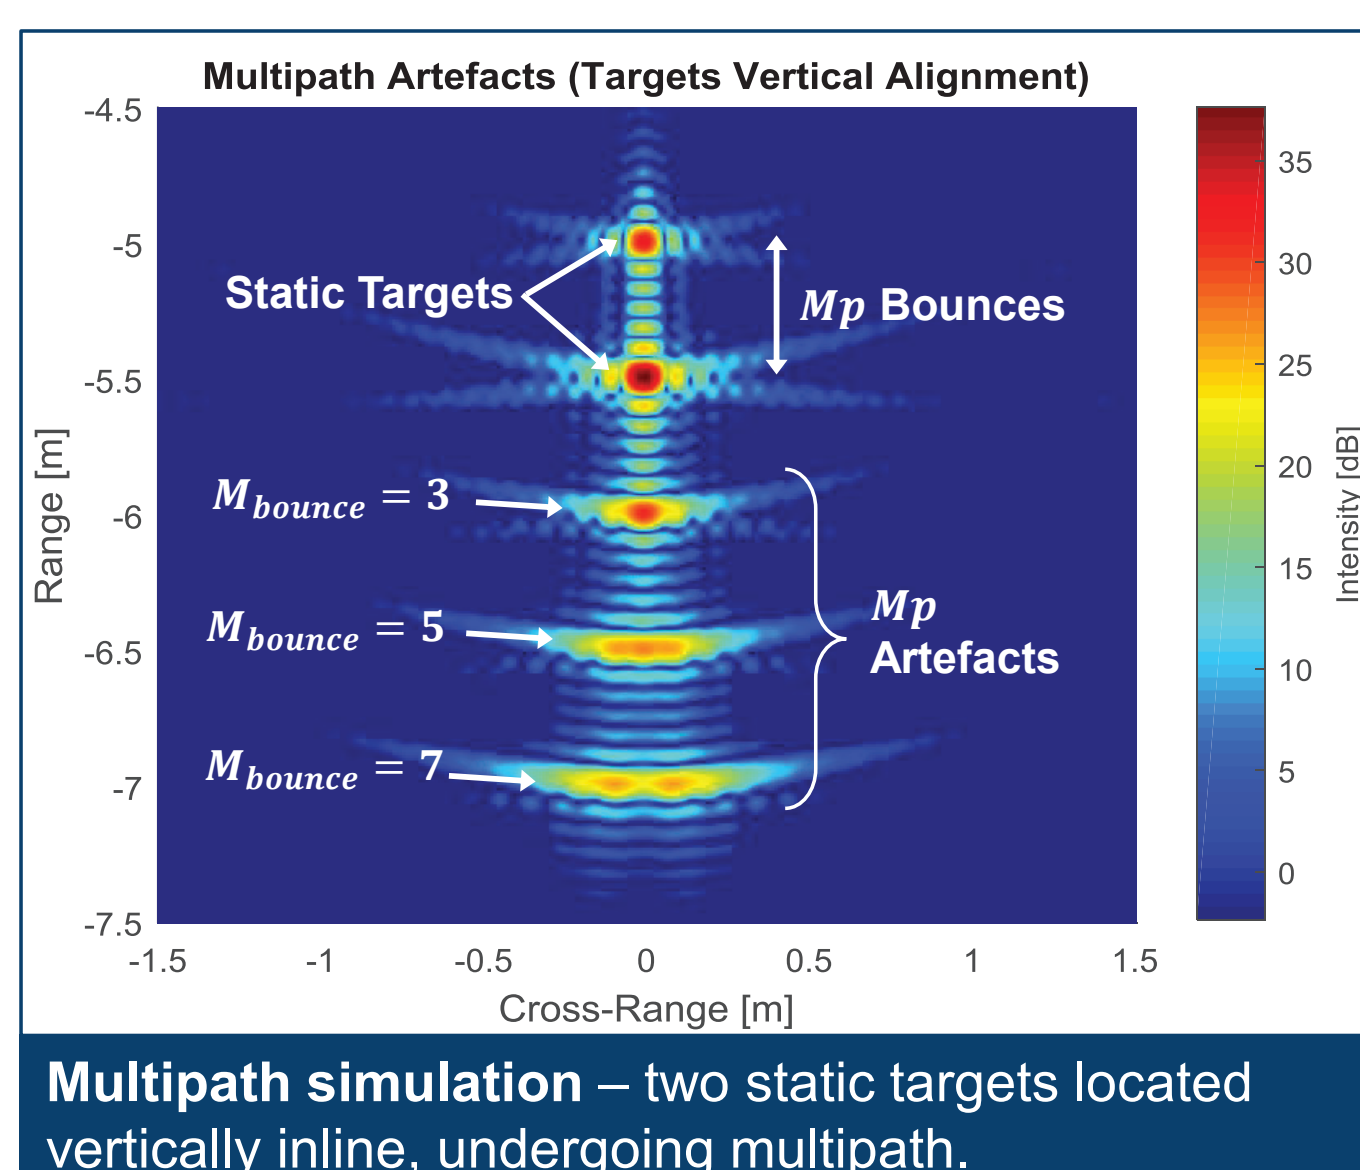 Multipath Artefacts (Targets Vertical Alignment)
-4.5
-5
-5.5
-6
-6.5
-7
-7.5
Range [m]
Static Targets
Mp Bounces
M_bounce = 3
M_bounce = 5
M_bounce = 7
Mp
Artefacts
-1.5 -1 -0.5 0 0.5 1 1.5
Cross-Range [m]
35
30
25
20
15
10
5
0
Intensity [dB]
Multipath simulation – two static targets located
vertically inline, undergoing multipath.